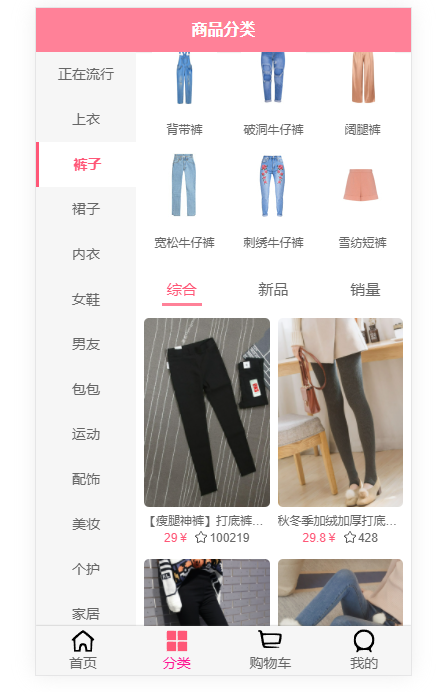 商品分类
正在流行
上衣
裤子
裙子
内衣
女鞋
男友
包包
运动
配饰
美妆
个护
家居
背带裤 破洞牛仔裤 阔腿裤
宽松牛仔裤 刺绣牛仔裤 雪纺短裤
综合 新品 销量
【瘦腿神裤】打底裤... 秋冬季加绒加厚打底...
29￥ 100219 29.8￥ 428
首页 分类 购物车 我的